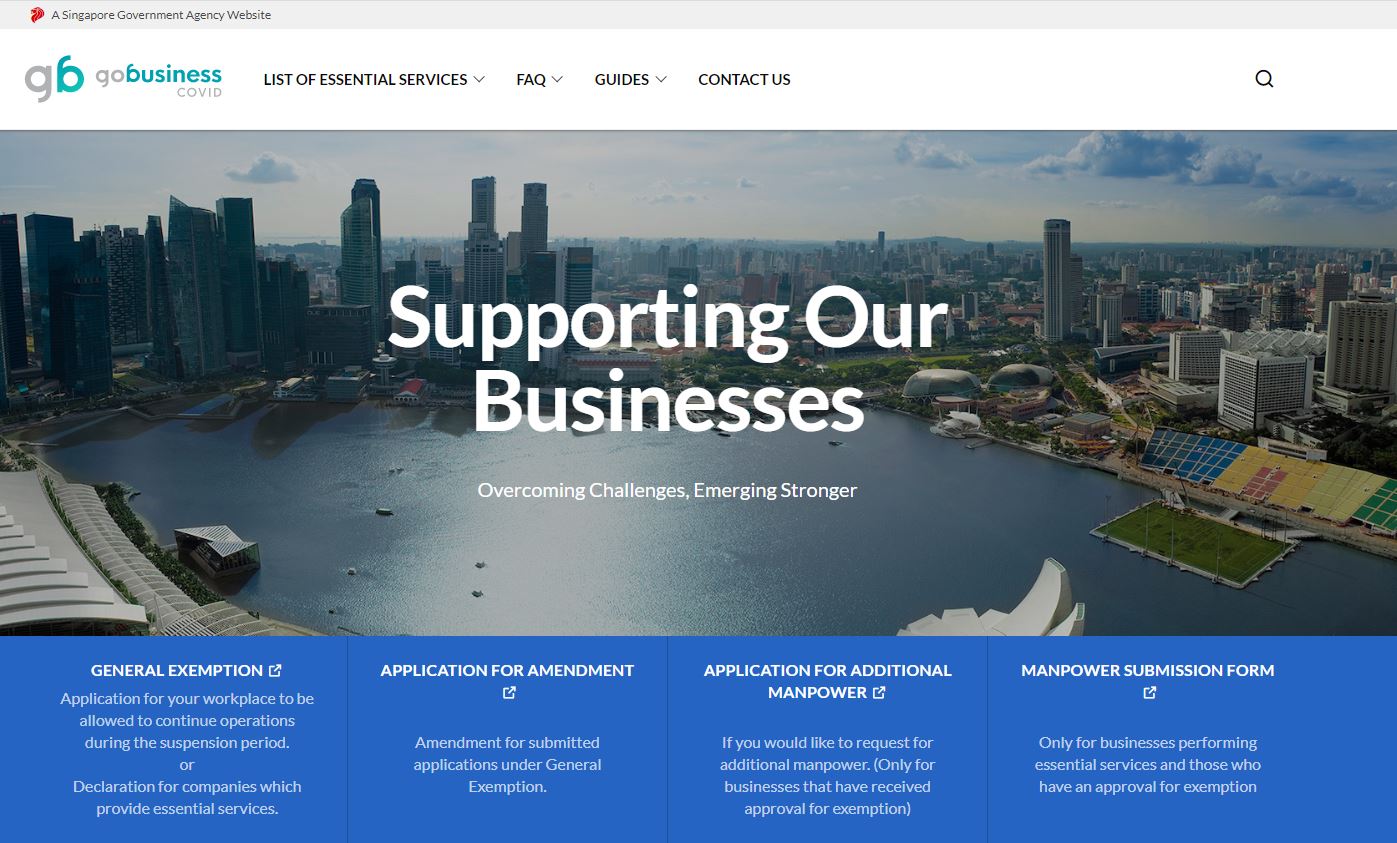 A Singapore Government Agency Website
gb gobusiness
COVID
LIST OF ESSENTIAL SERVICES FAQ GUIDES CONTACT US
Supporting Our
Businesses
Overcoming Challenges, Emerging Stronger
GENERAL EXEMPTION
Application for your workplace to be
allowed to continue operations
during the suspension period.
or
Declaration for companies which
provide essential services.
APPLICATION FOR AMENDMENT
Amendment for submitted
applications under General
Exemption.
APPLICATION FOR ADDITIONAL
MANPOWER
If you would like to request for
additional manpower. (Only for
businesses that have received
approval for exemption)
MANPOWER SUBMISSION FORM
Only for businesses performing
essential services and those who
have an approval for exemption